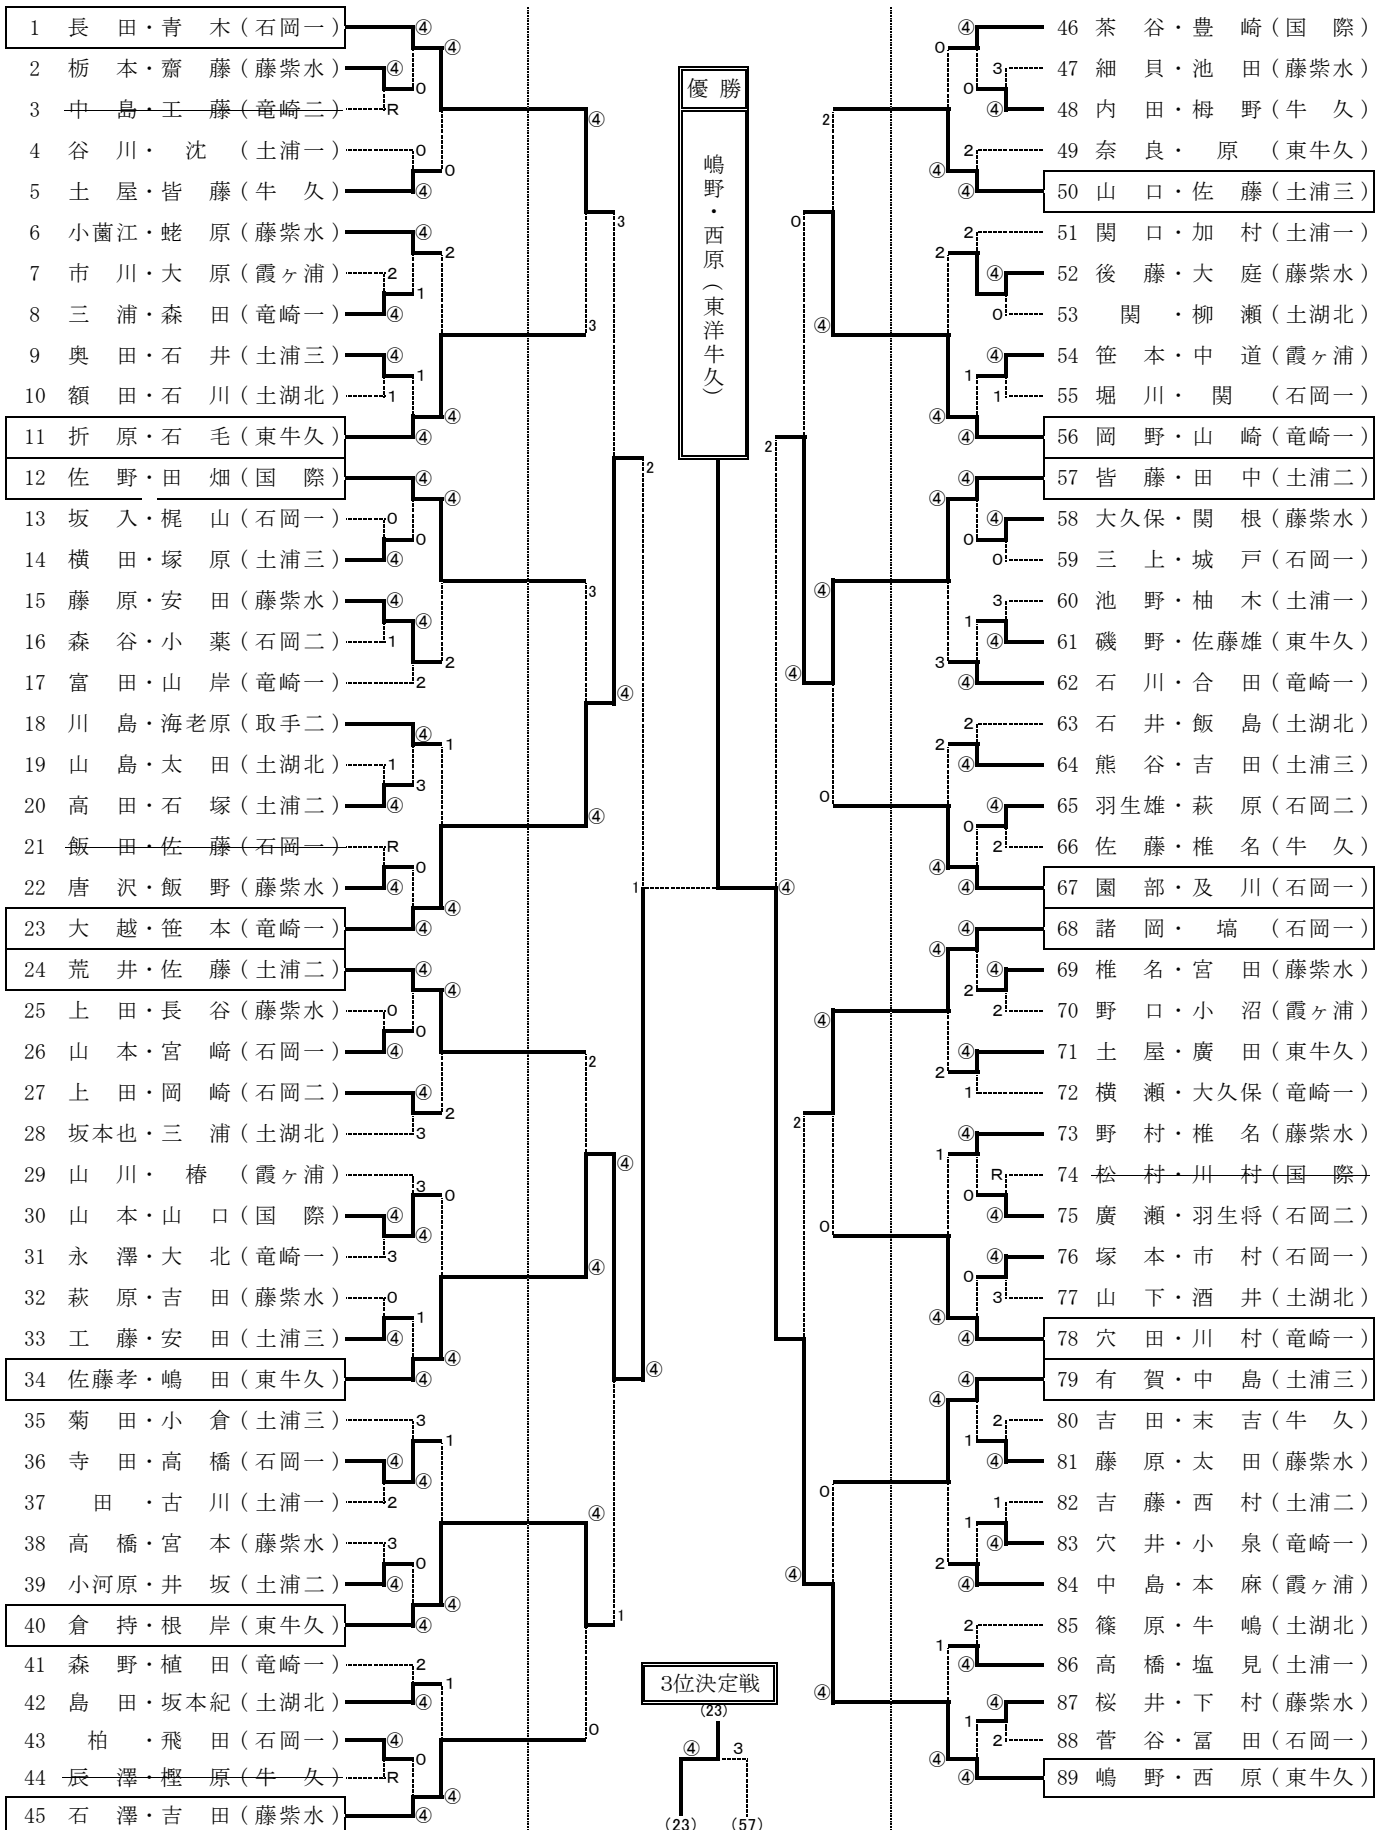 1 長 田・青 木(石岡一)
2 栃 本・齋 藤(藤紫水)
3 中 島・工 藤(竜崎二)
4 谷 川・ 沈 (土浦一)
5 土 屋・皆 藤(牛 久)
6 小薗江・蛯 原(藤紫水)
7 市 川・大 原(霞ヶ浦)
8 三 浦・森 田(竜崎一)
9 奥 田・石 井(土浦三)
10 額 田・石 川(土湖北)
11 折 原・石 毛(東牛久)
12 佐 野・田 畑(国 際)
13 坂 入・梶 山(石岡一)
14 横 田・塚 原(土浦三)
15 藤 原・安 田(藤紫水)
16 森 谷・小 薬(石岡二)
17 富 田・山 岸(竜崎一)
18 川 島・海老原(取手二)
19 山 島・太 田(土湖北)
20 高 田・石 塚(土浦二)
21 飯 田・佐 藤(石岡一)
22 唐 沢・飯 野(藤紫水)
23 大 越・笹 本(竜崎一)
24 荒 井・佐 藤(土浦二)
25 上 田・長 谷(藤紫水)
26 山 本・宮 﨑(石岡一)
27 上 田・岡 崎(石岡二)
28 坂本也・三 浦(土湖北)
29 山 川・ 椿 (霞ヶ浦)
30 山 本・山 口(国 際)
31 永 澤・大 北(竜崎一)
32 萩 原・吉 田(藤紫水)
33 工 藤・安 田(土浦三)
34 佐藤孝・嶋 田(東牛久)
35 菊 田・小 倉(土浦三)
36 寺 田・高 橋(石岡一)
37 田 ・古 川(土浦一)
38 高 橋・宮 本(藤紫水)
39 小河原・井 坂(土浦二)
40 倉 持・根 岸(東牛久)
41 森 野・植 田(竜崎一)
42 島 田・坂本紀(土湖北)
43 柏 ・飛 田(石岡一)
44 辰 澤・樫 原(牛 久)
45 石 澤・吉 田(藤紫水)
優 勝
嶋野・西原(東洋牛久)
3位決定戦
(23)
④ 3
(23) (57)
46 茶 谷・豊 崎(国 際)
47 細 貝・池 田(藤紫水)
48 内 田・栂 野(牛 久)
49 奈 良・ 原 (東牛久)
50 山 口・佐 藤(土浦三)
51 関 口・加 村(土浦一)
52 後 藤・大 庭(藤紫水)
53 関 ・柳 瀬(土湖北)
54 笹 本・中 道(霞ヶ浦)
55 堀 川・ 関 (石岡一)
56 岡 野・山 崎(竜崎一)
57 皆 藤・田 中(土浦二)
58 大久保・関 根(藤紫水)
59 三 上・城 戸(石岡一)
60 池 野・柚 木(土浦一)
61 磯 野・佐藤雄(東牛久)
62 石 川・合 田(竜崎一)
63 石 井・飯 島(土湖北)
64 熊 谷・吉 田(土浦三)
65 羽生雄・萩 原(石岡二)
66 佐 藤・椎 名(牛 久)
67 園 部・及 川(石岡一)
68 諸 岡・ 塙 (石岡一)
69 椎 名・宮 田(藤紫水)
70 野 口・小 沼(霞ヶ浦)
71 土 屋・廣 田(東牛久)
72 横 瀬・大久保(竜崎一)
73 野 村・椎 名(藤紫水)
74 松 村・川 村(国 際)
75 廣 瀬・羽生将(石岡二)
76 塚 本・市 村(石岡一)
77 山 下・酒 井(土湖北)
78 穴 田・川 村(竜崎一)
79 有 賀・中 島(土浦三)
80 吉 田・末 吉(牛 久)
81 藤 原・太 田(藤紫水)
82 吉 藤・西 村(土浦二)
83 穴 井・小 泉(竜崎一)
84 中 島・本 麻(霞ヶ浦)
85 篠 原・牛 嶋(土湖北)
86 高 橋・塩 見(土浦一)
87 桜 井・下 村(藤紫水)
88 菅 谷・冨 田(石岡一)
89 嶋 野・西 原(東牛久)